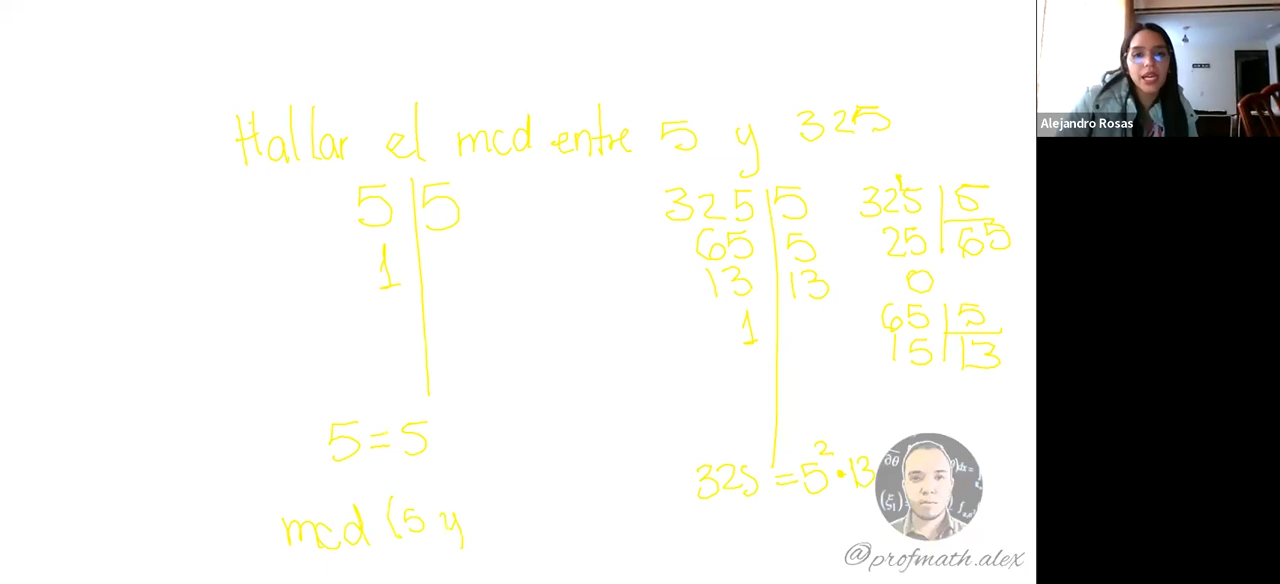 Hallar el mcd entre 5 y 325
5 | 5
1
325 | 5
65 | 5
13 | 13
1
325 | 5
25 | 65
0
65 | 5
15 | 13
5 = 5
325 = 5² · 13
mcd (5 y
Alejandro Rosas
@profmath.alex